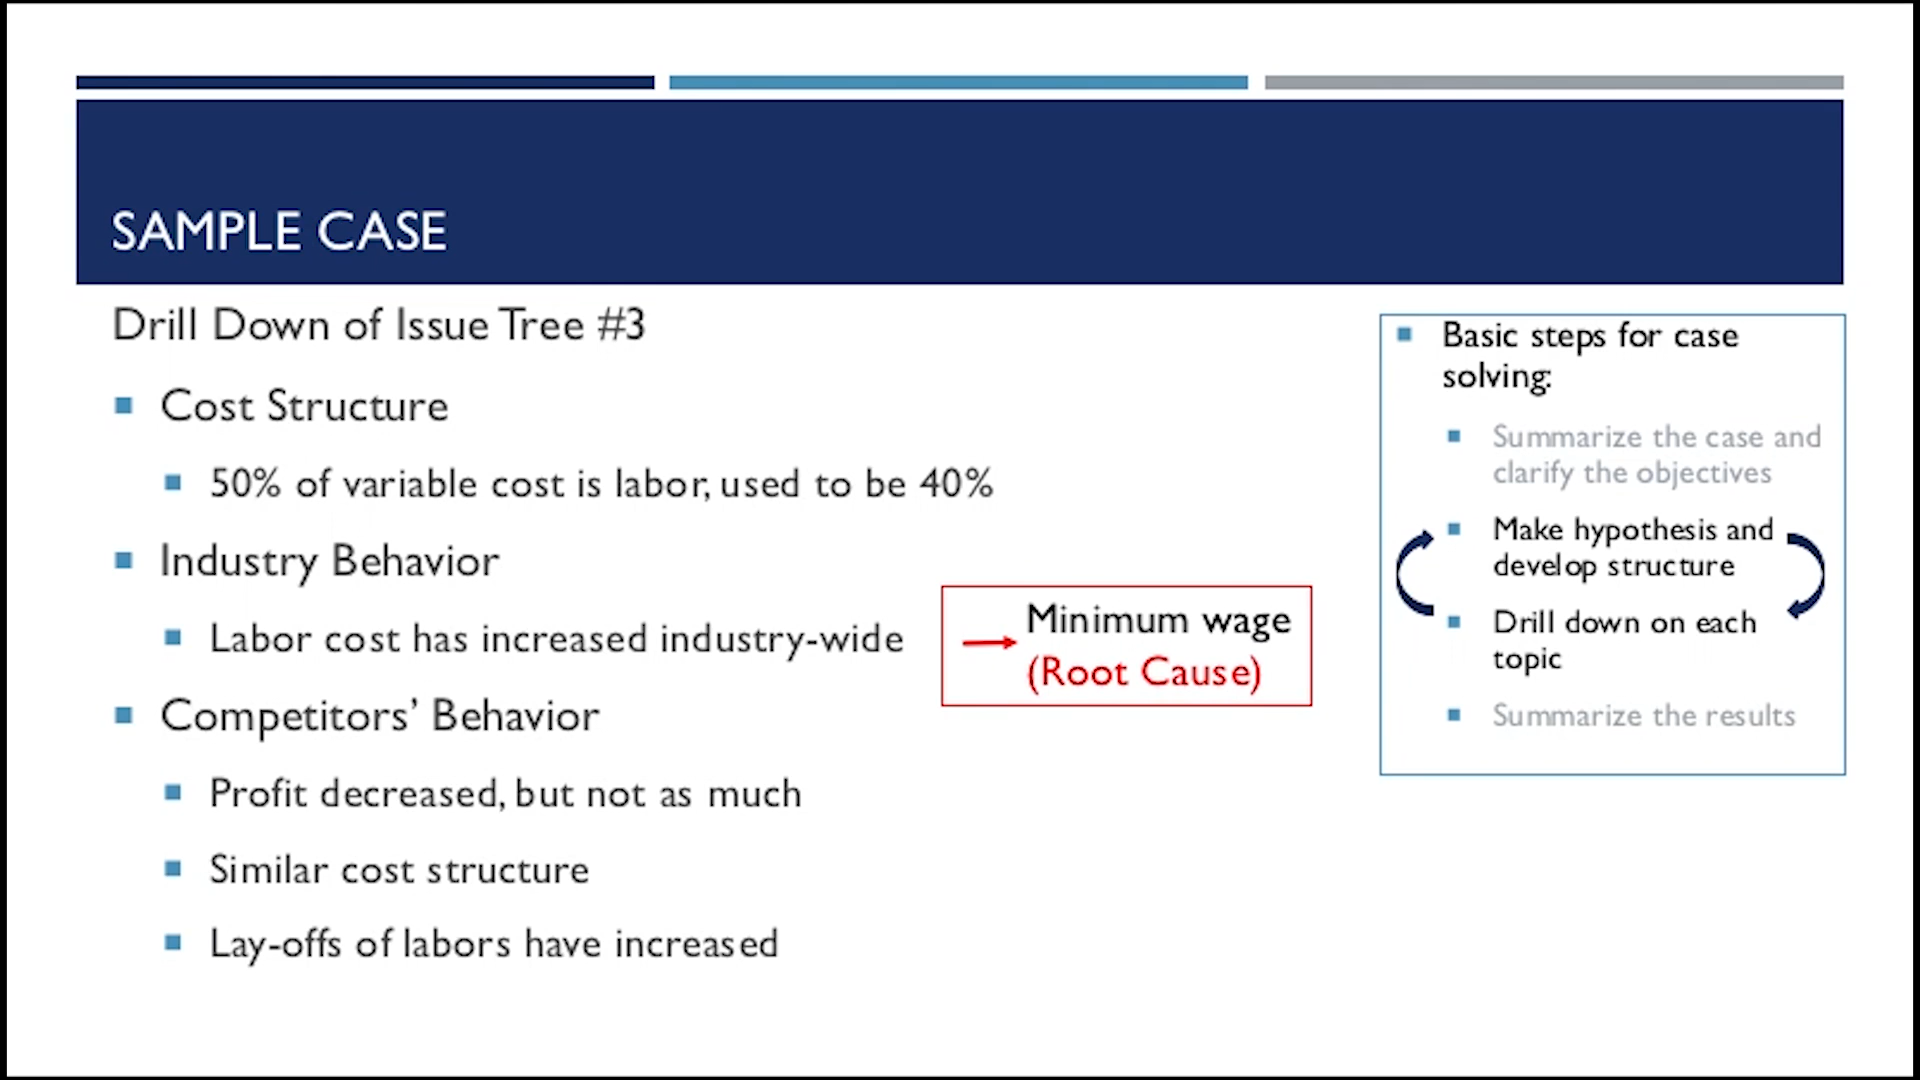 SAMPLE CASE
Drill Down of Issue Tree #3
Cost Structure
50% of variable cost is labor, used to be 40%
Industry Behavior
Labor cost has increased industry-wide
Minimum wage
(Root Cause)
Competitors’ Behavior
Profit decreased, but not as much
Similar cost structure
Lay-offs of labors have increased
Basic steps for case
solving:
Summarize the case and
clarify the objectives
Make hypothesis and
develop structure
Drill down on each
topic
Summarize the results